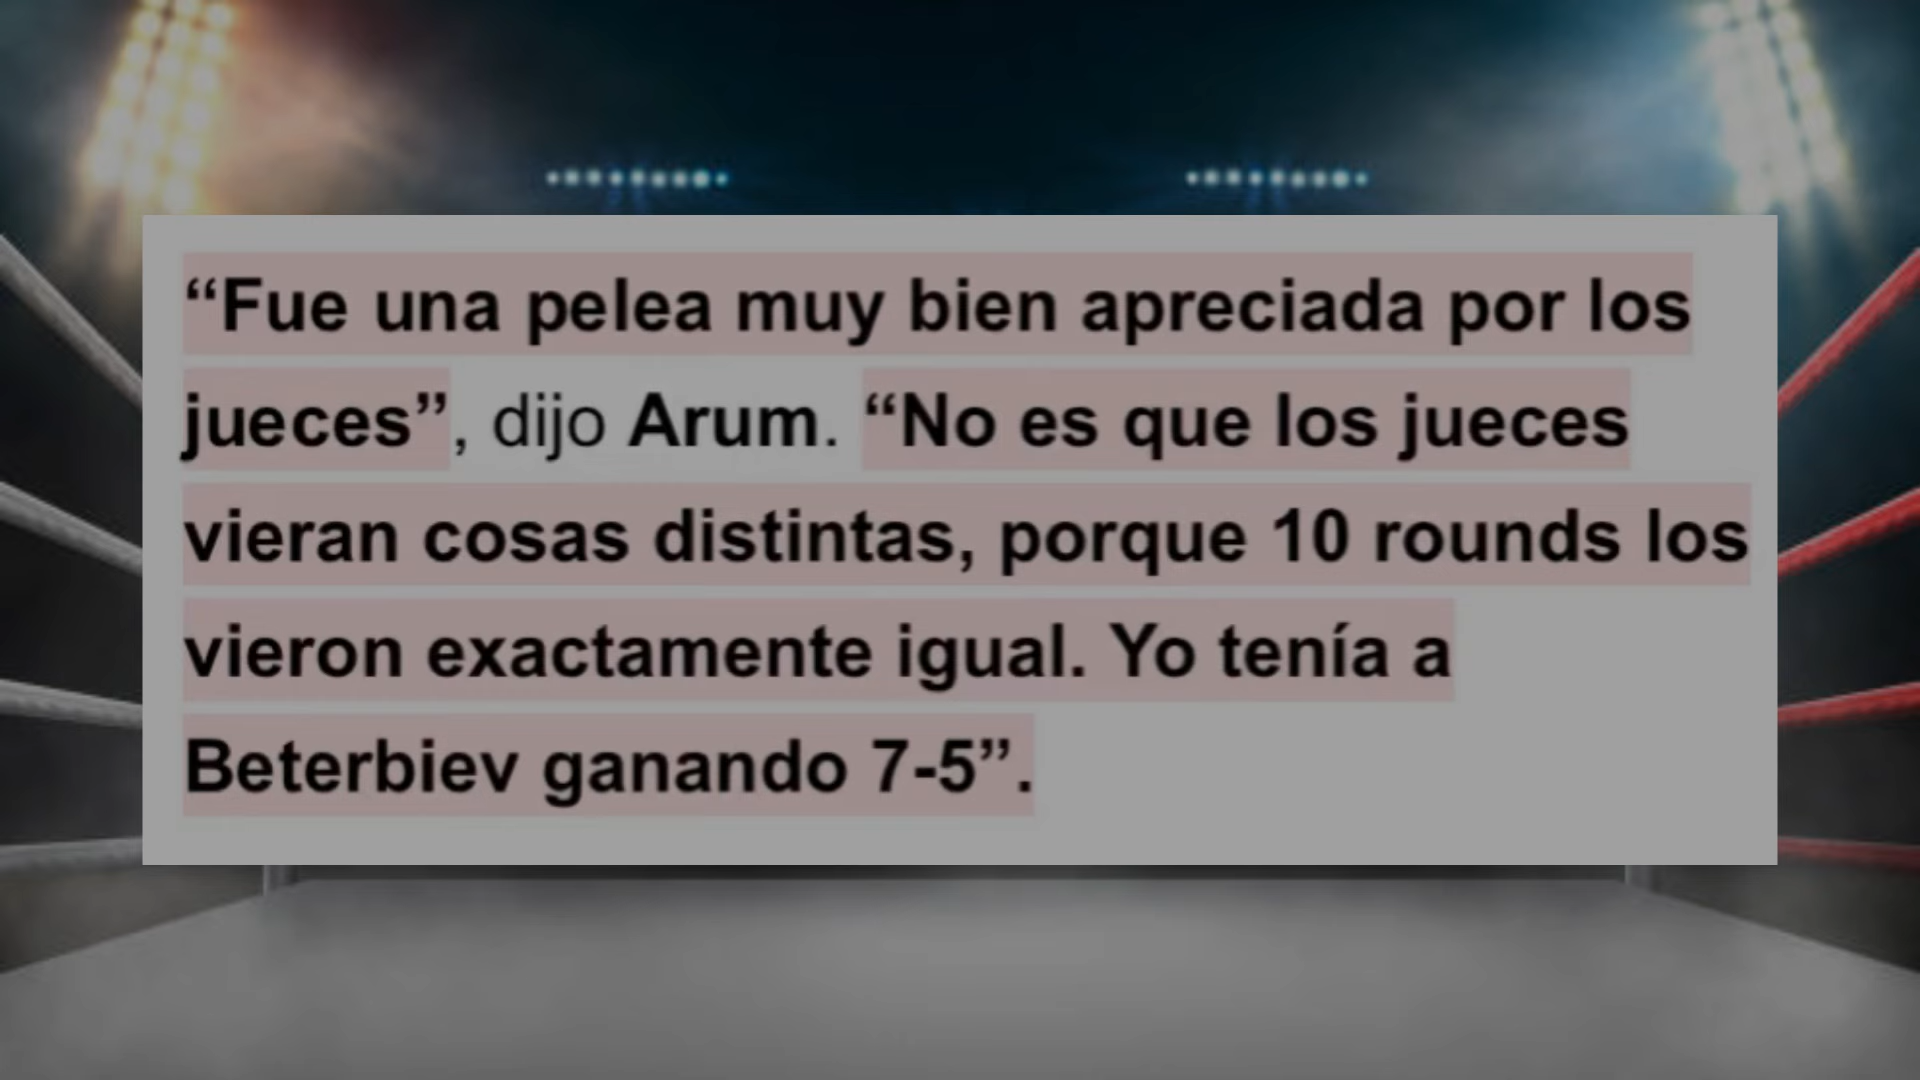 “Fue una pelea muy bien apreciada por los
jueces”, dijo Arum. “No es que los jueces
vieran cosas distintas, porque 10 rounds los
vieron exactamente igual. Yo tenía a
Beterbiev ganando 7-5”.